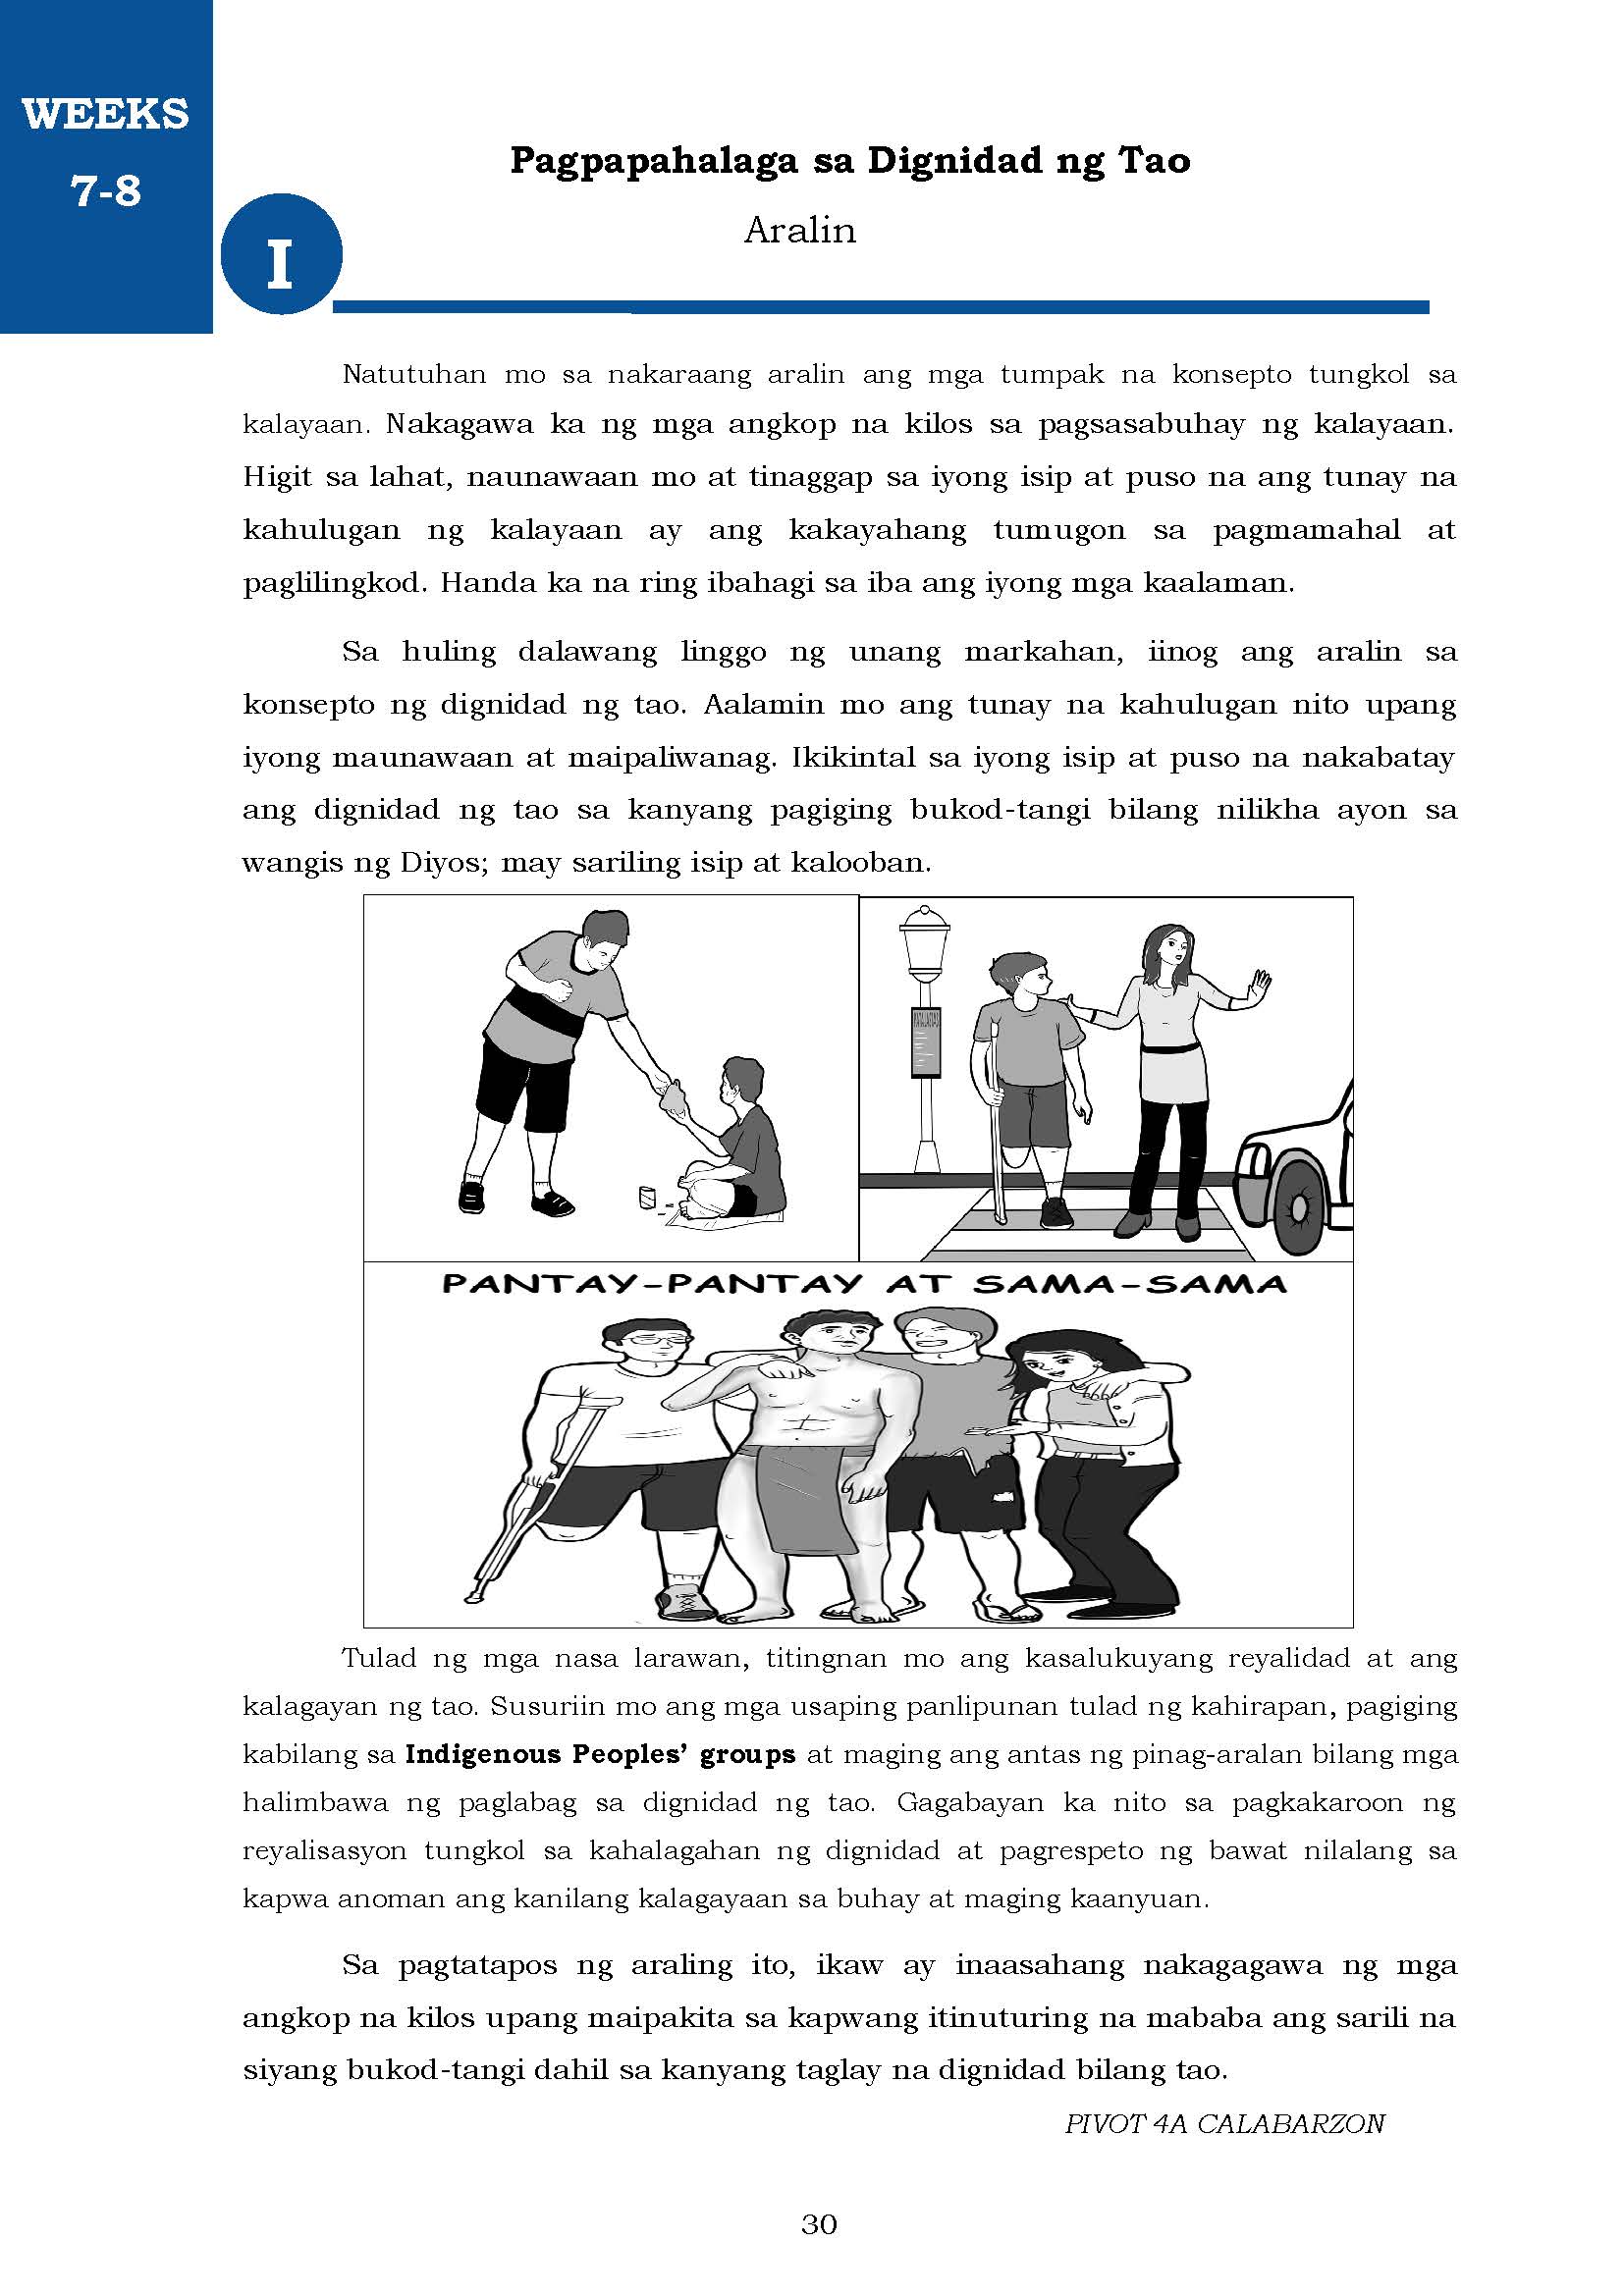 WEEKS
7-8
Pagpapahalaga sa Dignidad ng Tao
Aralin
I
Natutuhan mo sa nakaraang aralin ang mga tumpak na konsepto tungkol sa
kalayaan. Nakagawa ka ng mga angkop na kilos sa pagsasabuhay ng kalayaan.
Higit sa lahat, naunawaan mo at tinaggap sa iyong isip at puso na ang tunay na
kahulugan ng kalayaan ay ang kakayahang tumugon sa pagmamahal at
paglilingkod. Handa ka na ring ibahagi sa iba ang iyong mga kaalaman.
Sa huling dalawang linggo ng unang markahan, iinog ang aralin sa
konsepto ng dignidad ng tao. Aalamin mo ang tunay na kahulugan nito upang
iyong maunawaan at maipaliwanag. Ikikintal sa iyong isip at puso na nakabatay
ang dignidad ng tao sa kanyang pagiging bukod-tangi bilang nilikha ayon sa
wangis ng Diyos; may sariling isip at kalooban.
PANTAY-PANTAY AT SAMA-SAMA
Tulad ng mga nasa larawan, titingnan mo ang kasalukuyang reyalidad at ang
kalagayan ng tao. Susuriin mo ang mga usaping panlipunan tulad ng kahirapan, pagiging
kabilang sa Indigenous Peoples’ groups at maging ang antas ng pinag-aralan bilang mga
halimbawa ng paglabag sa dignidad ng tao. Gagabayan ka nito sa pagkakaroon ng
reyalisasyon tungkol sa kahalagahan ng dignidad at pagrespeto ng bawat nilalang sa
kapwa anoman ang kanilang kalagayaan sa buhay at maging kaanyuan.
Sa pagtatapos ng araling ito, ikaw ay inaasahang nakagagawa ng mga
angkop na kilos upang maipakita sa kapwang itinuturing na mababa ang sarili na
siyang bukod-tangi dahil sa kanyang taglay na dignidad bilang tao.
PIVOT 4A CALABARZON
30